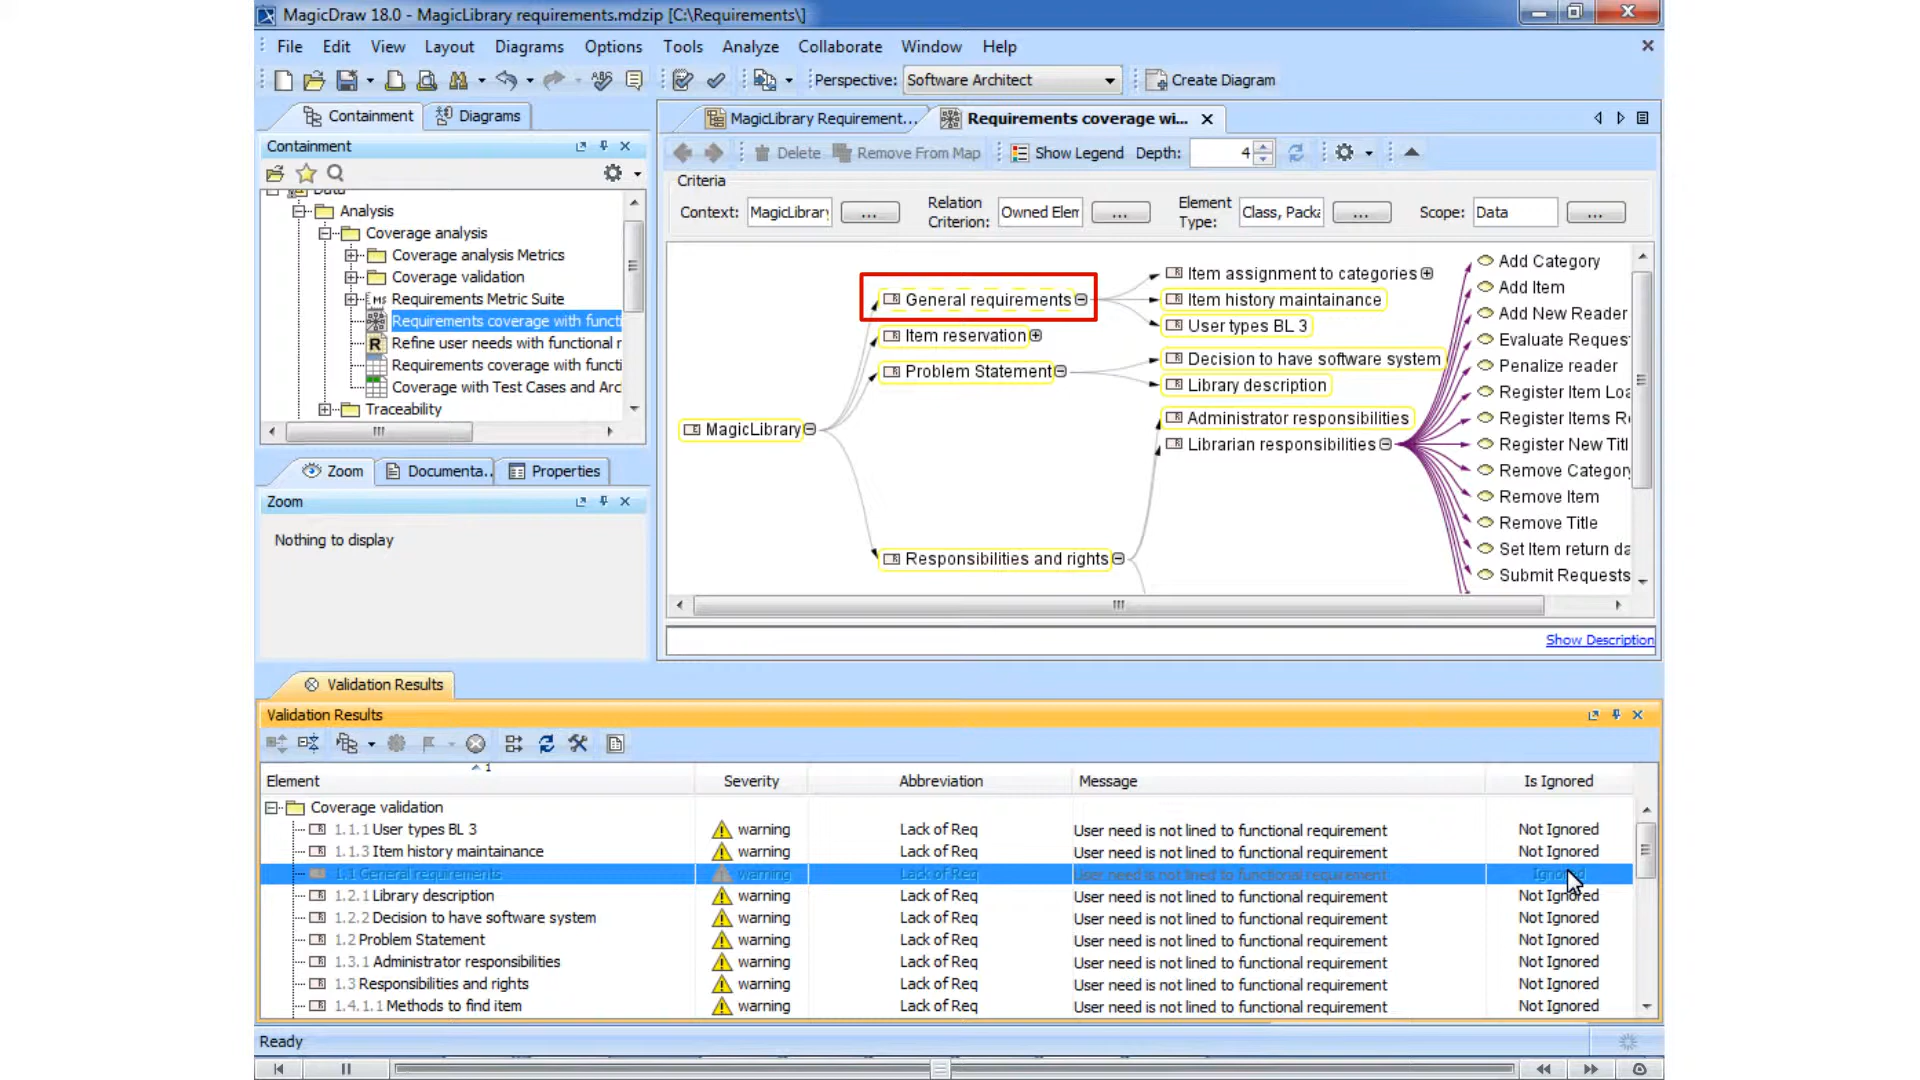 MagicDraw 18.0 - MagicLibrary requirements.mdzip [C:\Requirements\]
File Edit View Layout Diagrams Options Tools Analyze Collaborate Window Help
Perspective: Software Architect Create Diagram
Containment Diagrams
MagicLibrary Requirement... Requirements coverage wi...
Containment
Delete Remove From Map Show Legend Depth: 4
Criteria
Context: MagicLibrary ... Relation Criterion: Owned Elem ... Element Type: Class, Packa ... Scope: Data ...
Data
Analysis
Coverage analysis
Coverage analysis Metrics
Coverage validation
Requirements Metric Suite
Requirements coverage with functi
Refine user needs with functional r
Requirements coverage with functi
Coverage with Test Cases and Arc
Traceability
MagicLibrary
General requirements
Item reservation
Problem Statement
Responsibilities and rights
Item assignment to categories
Item history maintainance
User types BL 3
Decision to have software system
Library description
Administrator responsibilities
Librarian responsibilities
Add Category
Add Item
Add New Reader
Evaluate Reques
Penalize reader
Register Item Loa
Register Items R
Register New Titl
Remove Category
Remove Item
Remove Title
Set Item return da
Submit Requests
Zoom Documenta... Properties
Zoom
Nothing to display
Show Description
Validation Results
Validation Results
1
Element Severity Abbreviation Message Is Ignored
Coverage validation
1.1.1 User types BL 3 warning Lack of Req User need is not lined to functional requirement Not Ignored
1.1.3 Item history maintainance warning Lack of Req User need is not lined to functional requirement Not Ignored
1.1 General requirements warning Lack of Req User need is not lined to functional requirement Ignored
1.2.1 Library description warning Lack of Req User need is not lined to functional requirement Not Ignored
1.2.2 Decision to have software system warning Lack of Req User need is not lined to functional requirement Not Ignored
1.2 Problem Statement warning Lack of Req User need is not lined to functional requirement Not Ignored
1.3.1 Administrator responsibilities warning Lack of Req User need is not lined to functional requirement Not Ignored
1.3 Responsibilities and rights warning Lack of Req User need is not lined to functional requirement Not Ignored
1.4.1.1 Methods to find item warning Lack of Req User need is not lined to functional requirement Not Ignored
Ready